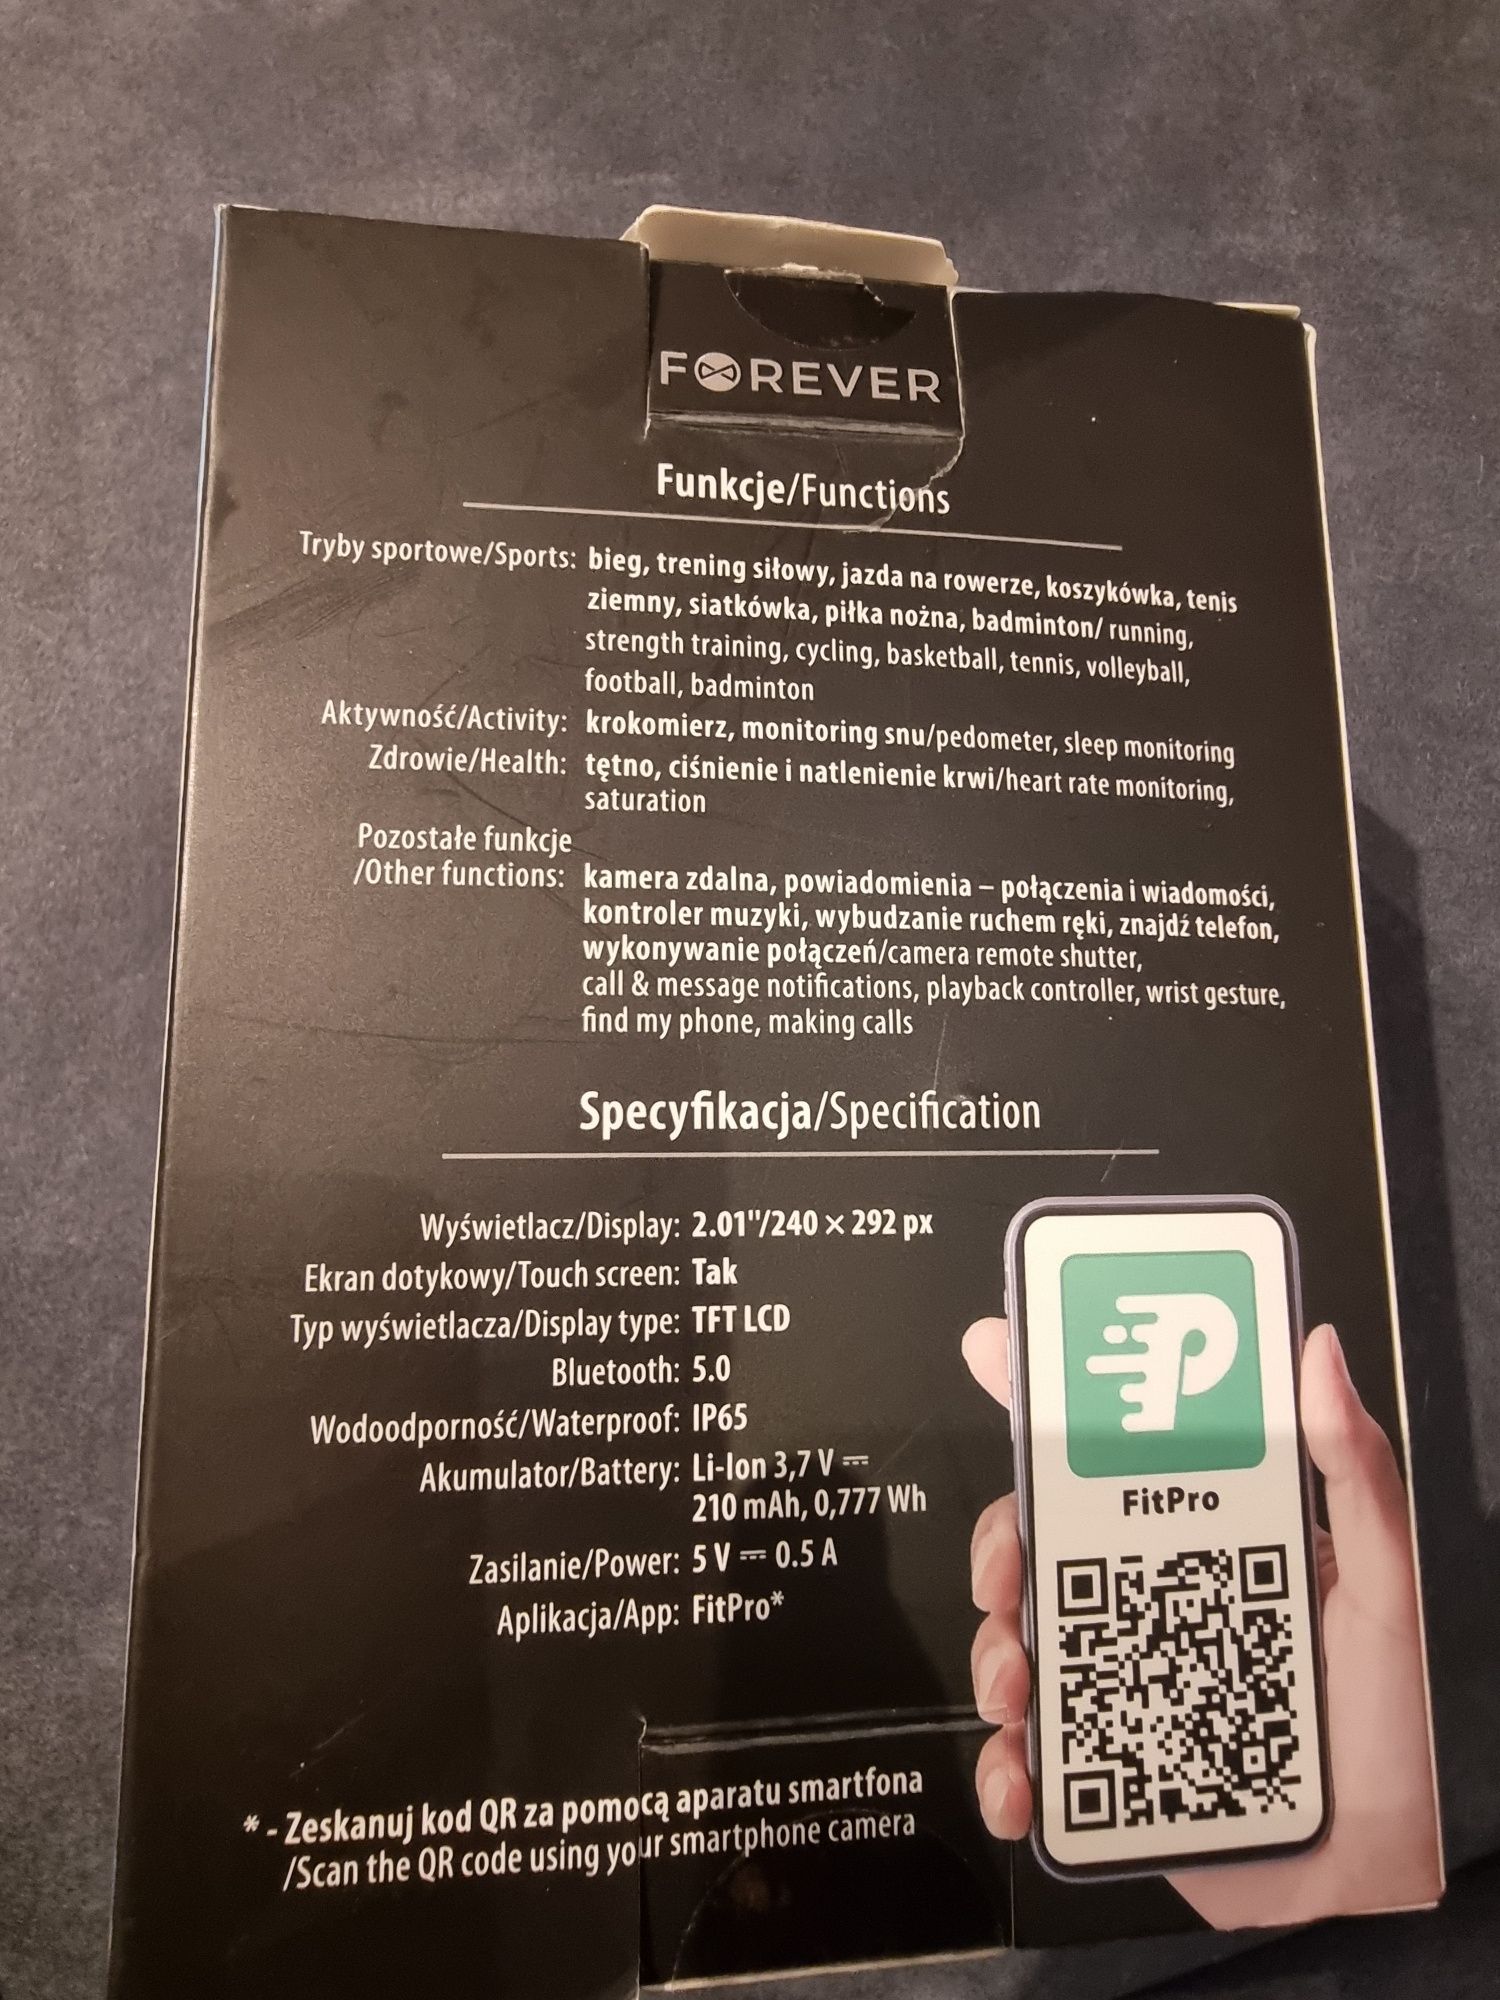 FOREVER
Funkcje/Functions
Tryby sportowe/Sports: bieg, trening siłowy, jazda na rowerze, koszykówka, tenis
ziemny, siatkówka, piłka nożna, badminton/ running,
strength training, cycling, basketball, tennis, volleyball,
football, badminton
Aktywność/Activity: krokomierz, monitoring snu/pedometer, sleep monitoring
Zdrowie/Health: tętno, ciśnienie i natlenienie krwi/heart rate monitoring,
saturation
Pozostałe funkcje
/Other functions: kamera zdalna, powiadomienia – połączenia i wiadomości,
kontroler muzyki, wybudzanie ruchem ręki, znajdź telefon,
wykonywanie połączeń/camera remote shutter,
call & message notifications, playback controller, wrist gesture,
find my phone, making calls
Specyfikacja/Specification
Wyświetlacz/Display: 2.01"/240 × 292 px
Ekran dotykowy/Touch screen: Tak
Typ wyświetlacza/Display type: TFT LCD
Bluetooth: 5.0
Wodoodporność/Waterproof: IP65
Akumulator/Battery: Li-Ion 3,7 V ⎓
210 mAh, 0,777 Wh
Zasilanie/Power: 5 V ⎓ 0.5 A
Aplikacja/App: FitPro*
FitPro
* - Zeskanuj kod QR za pomocą aparatu smartfona
/Scan the QR code using your smartphone camera